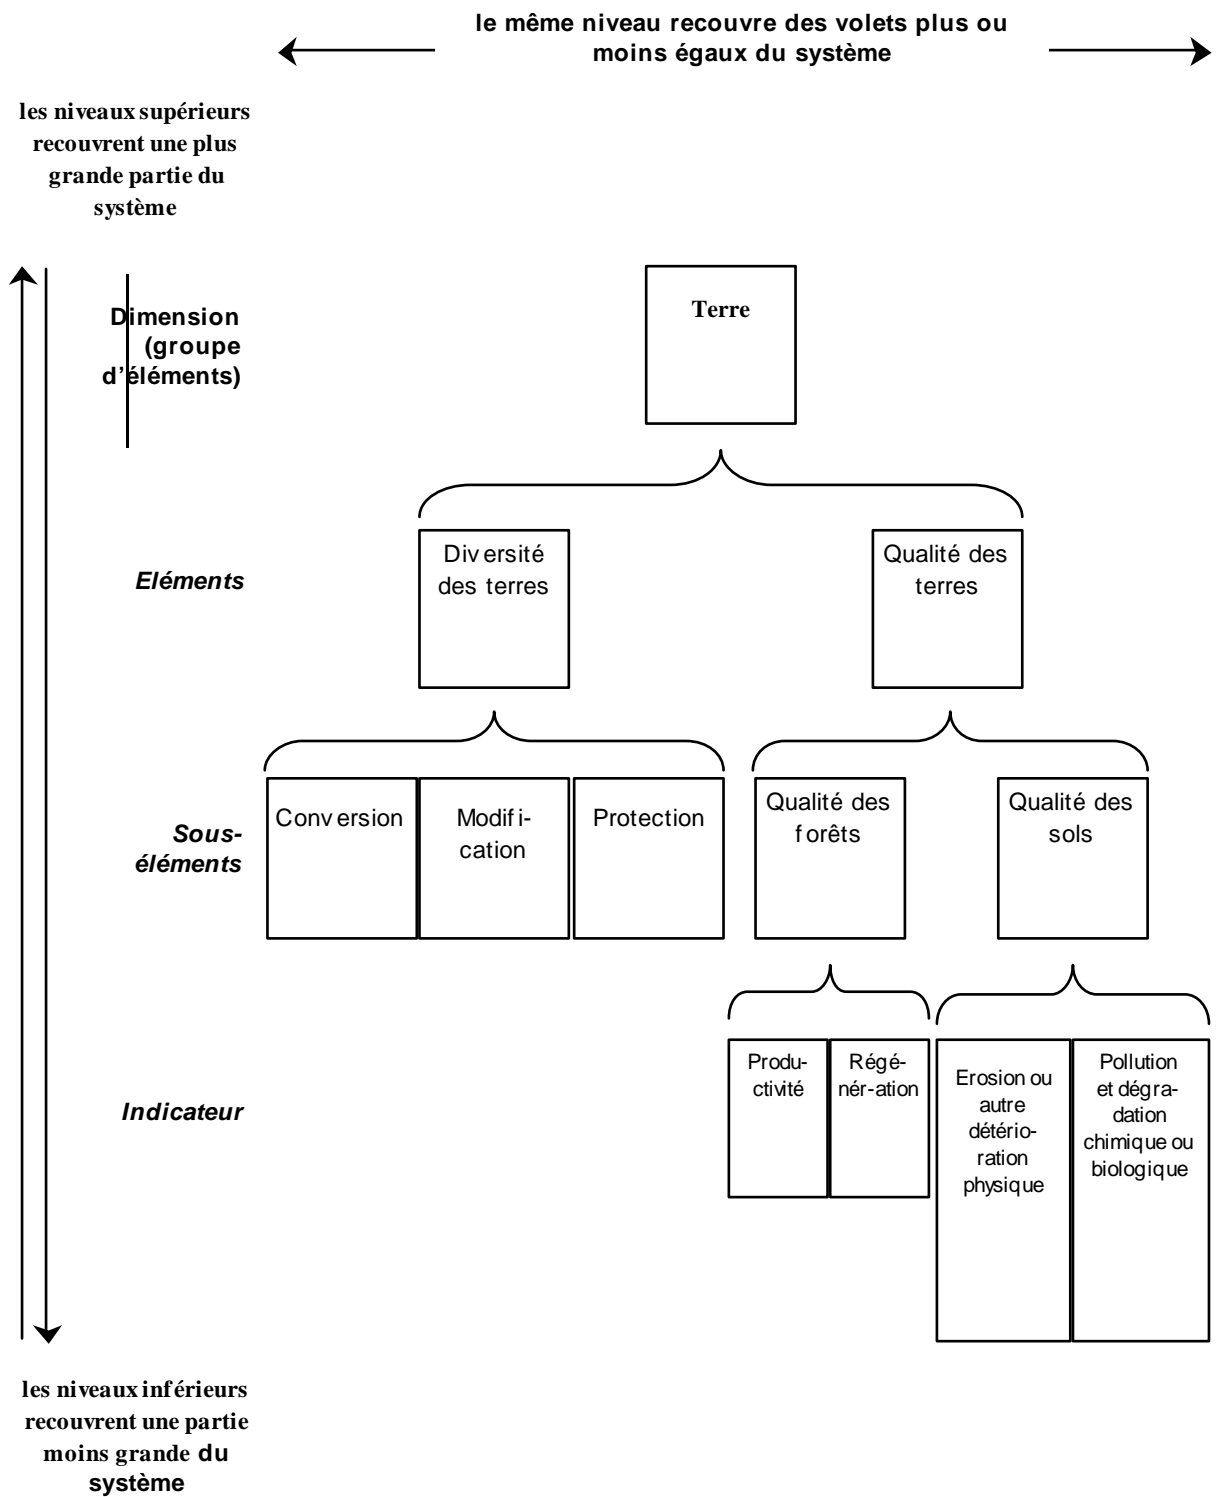 le même niveau recouvre des volets plus ou
moins égaux du système
les niveaux supérieurs
recouvrent une plus
grande partie du
système
Dimension
(groupe
d'éléments)
Terre
Eléments
Diversité
des terres
Qualité des
terres
Sous-
éléments
Conversion
Modifi-
cation
Protection
Qualité des
forêts
Qualité des
sols
Indicateur
Produ-
ctivité
Régé-
nér-ation
Erosion ou
autre
détério-
ration
physique
Pollution
et dégra-
dation
chimique ou
biologique
les niveaux inférieurs
recouvrent une partie
moins grande du
système